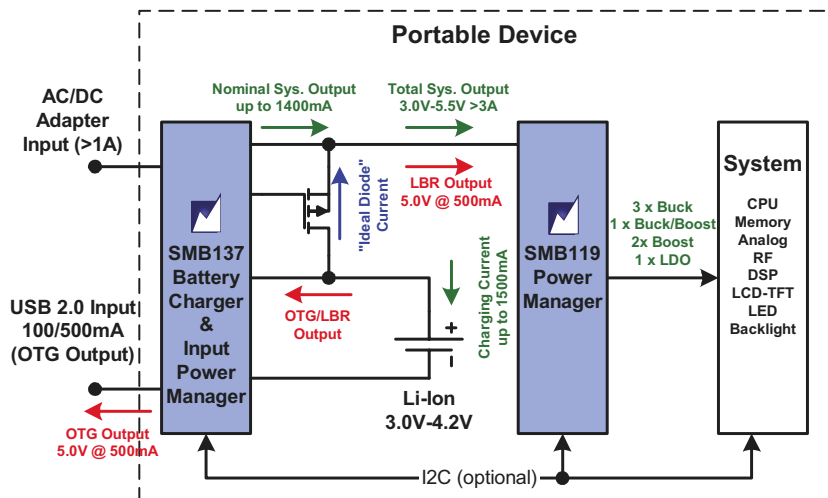 Portable Device
AC/DC
Adapter
Input (>1A)
Nominal Sys. Output
up to 1400mA
Total Sys. Output
3.0V-5.5V >3A
"Ideal Diode"
Current
LBR Output
5.0V @ 500mA
SMB137
Battery
Charger
&
Input
Power
Manager
USB 2.0 Input
100/500mA
(OTG Output)
OTG Output
5.0V @ 500mA
OTG/LBR
Output
Charging Current
up to 1500mA
+
Li-Ion
3.0V-4.2V
SMB119
Power
Manager
3 x Buck
1 x Buck/Boost
2x Boost
1 x LDO
System
CPU
Memory
Analog
RF
DSP
LCD-TFT
LED
Backlight
I2C (optional)